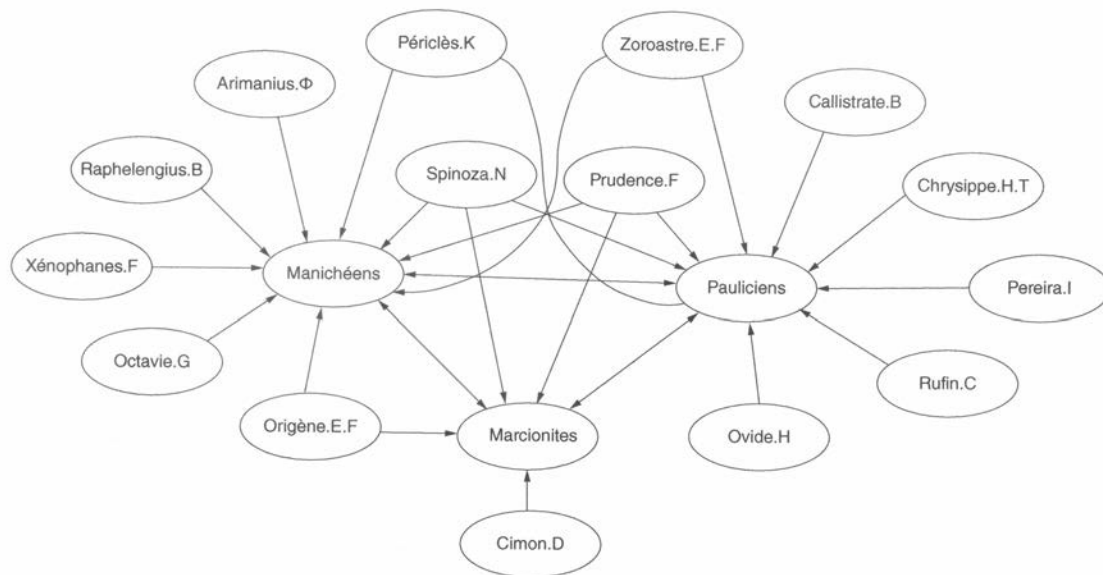 Périclès.K
Zoroastre.E.F
Arimanius.Φ
Callistrate.B
Raphelengius.B
Spinoza.N
Prudence.F
Chrysippe.H.T
Xénophanes.F
Manichéens
Pauliciens
Pereira.I
Octavie.G
Rufin.C
Origène.E.F
Marcionites
Ovide.H
Cimon.D